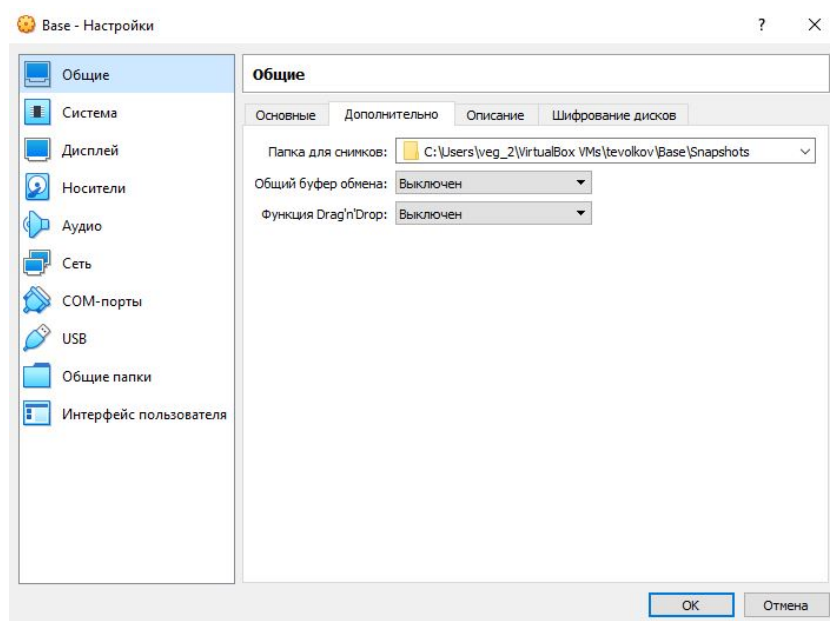 Base - Настройки
?
Общие
Система
Дисплей
Носители
Аудио
Сеть
COM-порты
USB
Общие папки
Интерфейс пользователя
Общие
Основные Дополнительно Описание Шифрование дисков
Папка для снимков: C:\Users\veg_2\VirtualBox VMs\tevolkov\Base\Snapshots
Общий буфер обмена: Выключен
Функция Drag'n'Drop: Выключен
OK Отмена